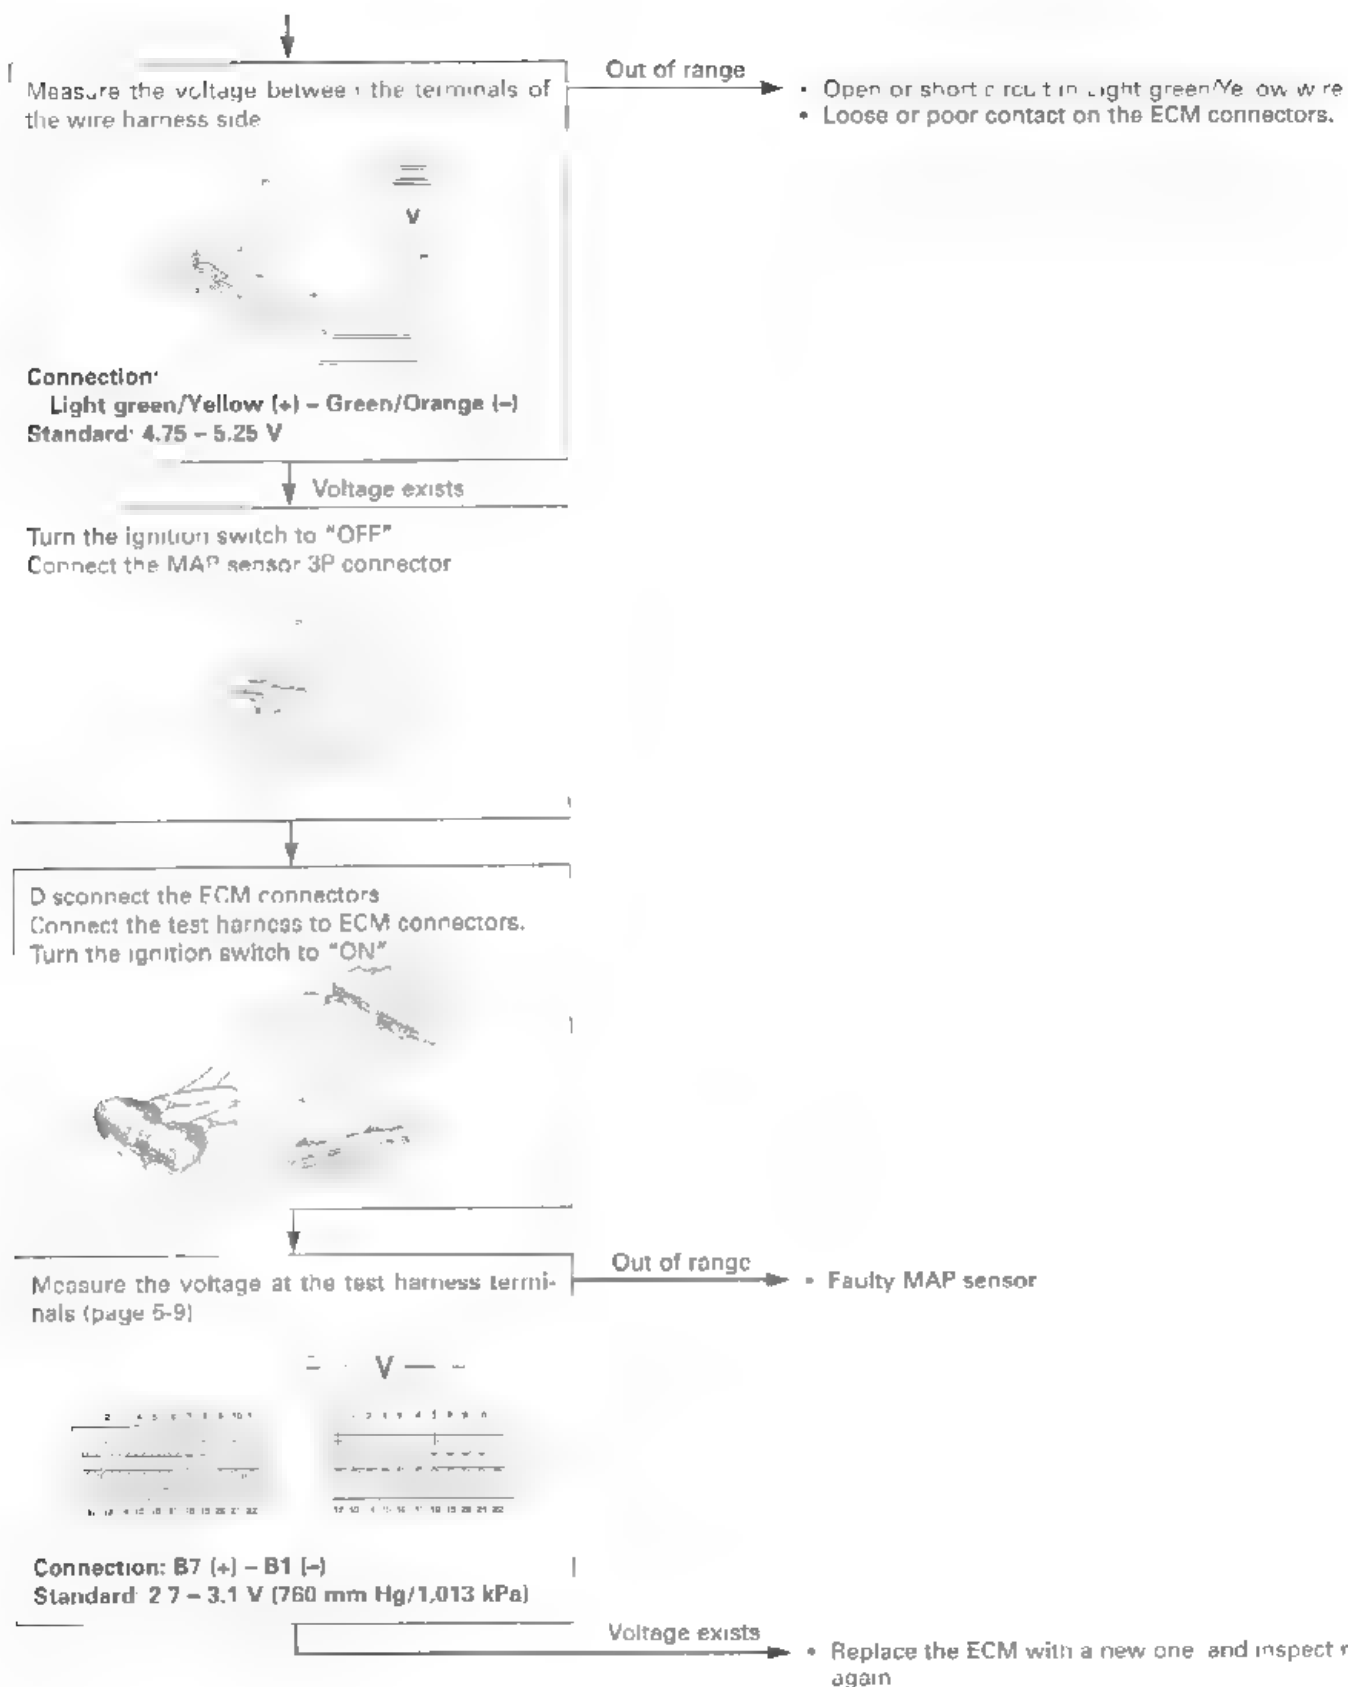 Out of range
Measure the voltage between the terminals of
the wire harness side
• Open or short circuit in Light green/Yellow wire
• Loose or poor contact on the ECM connectors.
V
Connection:
Light green/Yellow (+) – Green/Orange (–)
Standard: 4.75 – 5.25 V
Voltage exists
Turn the ignition switch to "OFF"
Connect the MAP sensor 3P connector
Disconnect the ECM connectors
Connect the test harness to ECM connectors.
Turn the ignition switch to "ON"
Out of range
Measure the voltage at the test harness termi-
nals (page 5-9)
• Faulty MAP sensor
V
Connection: B7 (+) – B1 (–)
Standard 2 7 – 3.1 V (760 mm Hg/1,013 kPa)
Voltage exists
• Replace the ECM with a new one and inspect
again